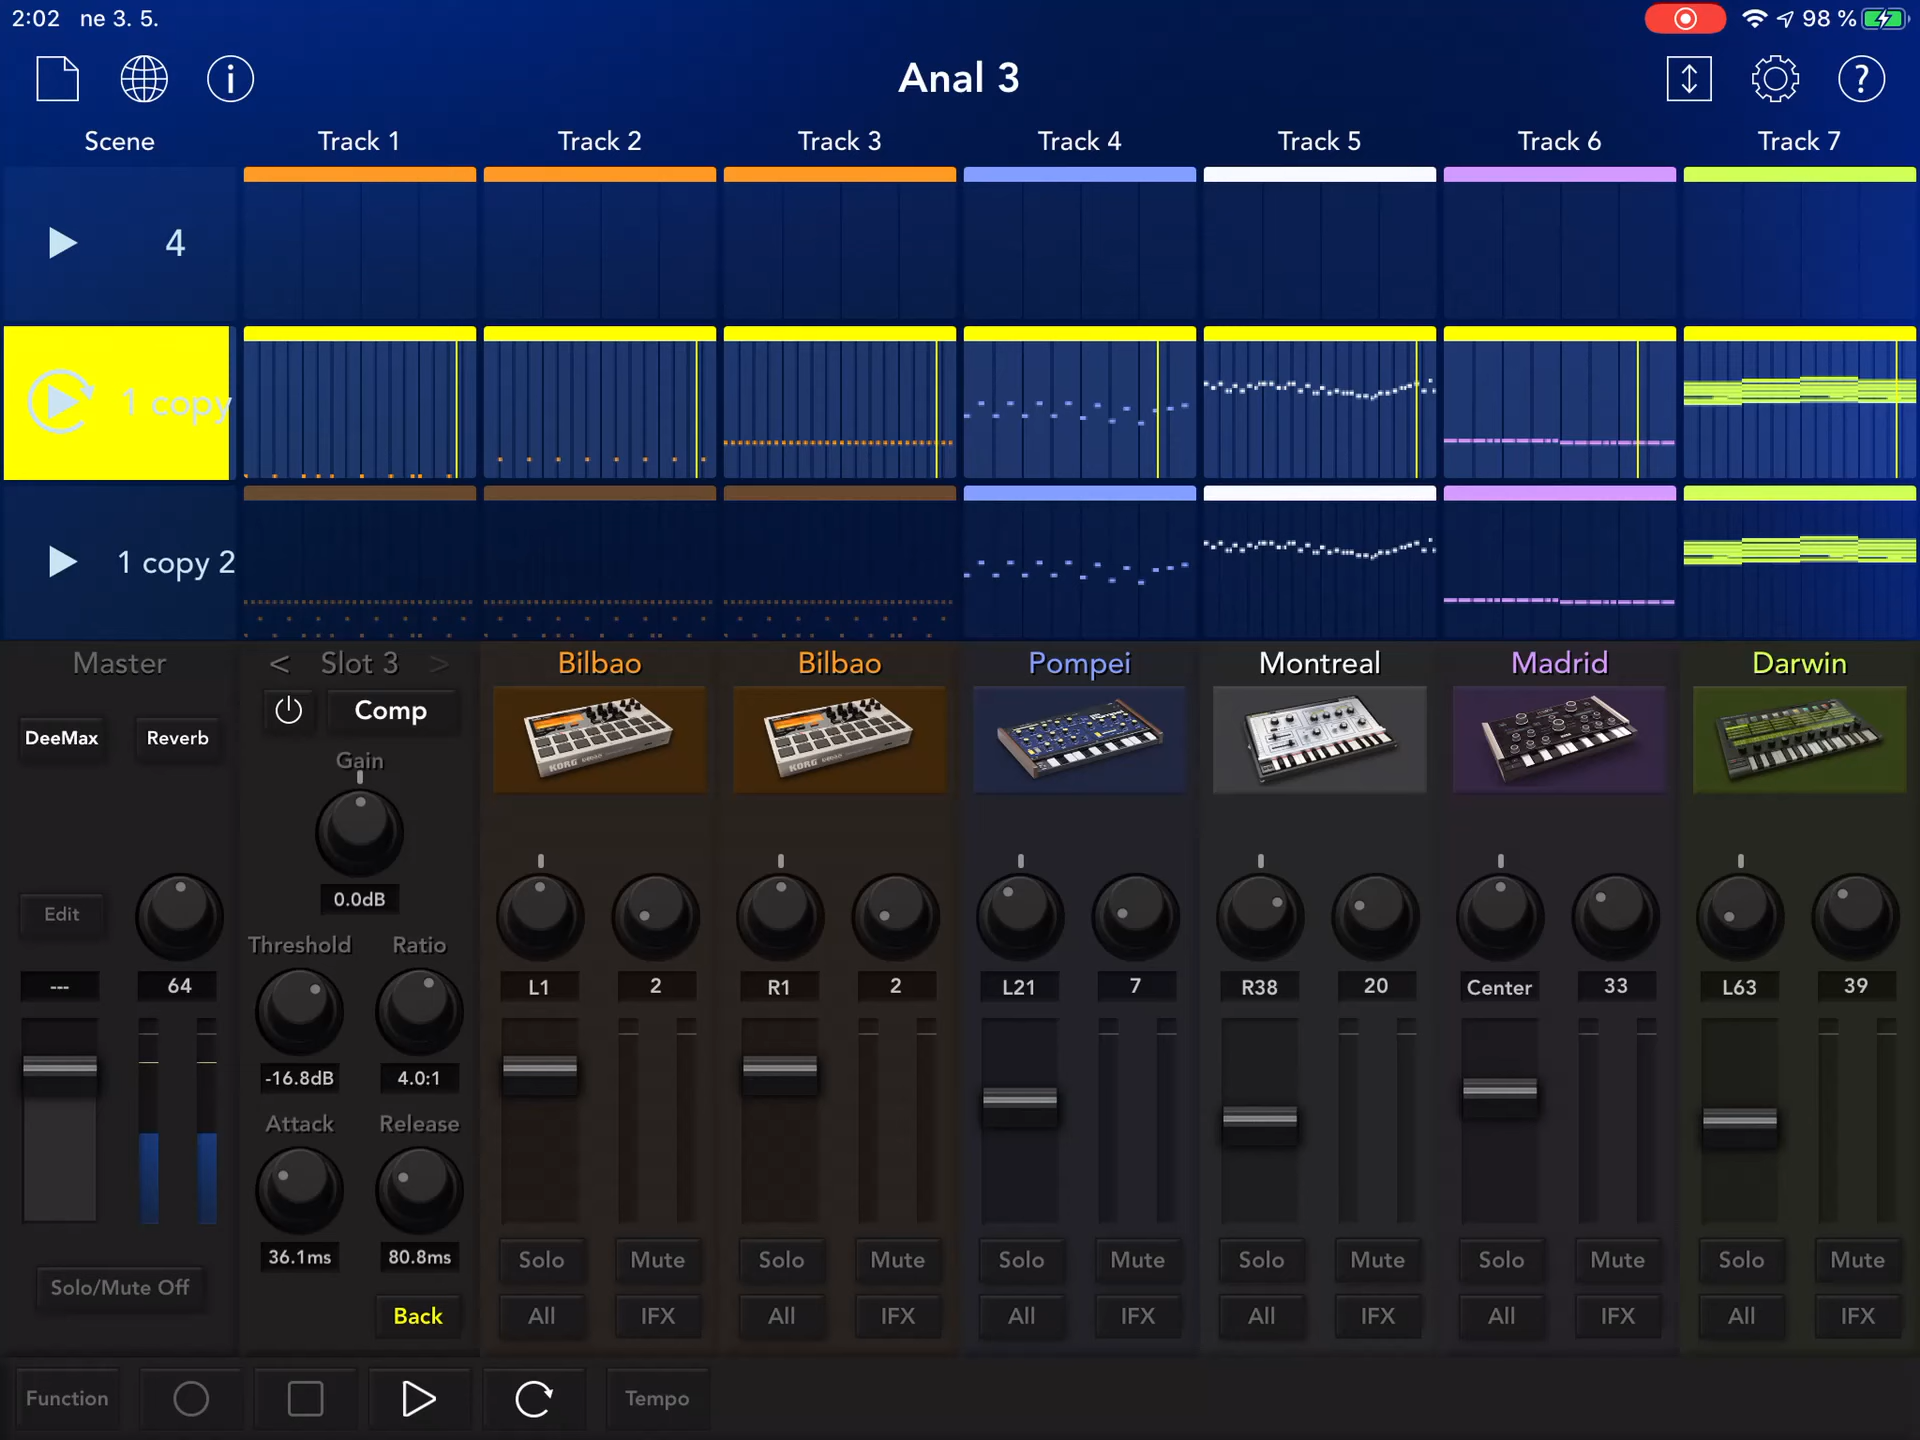 2:02 ne 3. 5.
98 %
Anal 3
Scene Track 1 Track 2 Track 3 Track 4 Track 5 Track 6 Track 7
4
1 copy
1 copy 2
Master < Slot 3 > Bilbao Bilbao Pompei Montreal Madrid Darwin
Comp
DeeMax Reverb
KORG KORG
Gain
0.0dB
Edit
Threshold Ratio
--- 64 L1 2 R1 2 L21 7 R38 20 Center 33 L63 39
-16.8dB 4.0:1
Attack Release
36.1ms 80.8ms
Solo Mute Solo Mute Solo Mute Solo Mute Solo Mute Solo Mute
Solo/Mute Off
Back All IFX All IFX All IFX All IFX All IFX All IFX
Function Tempo